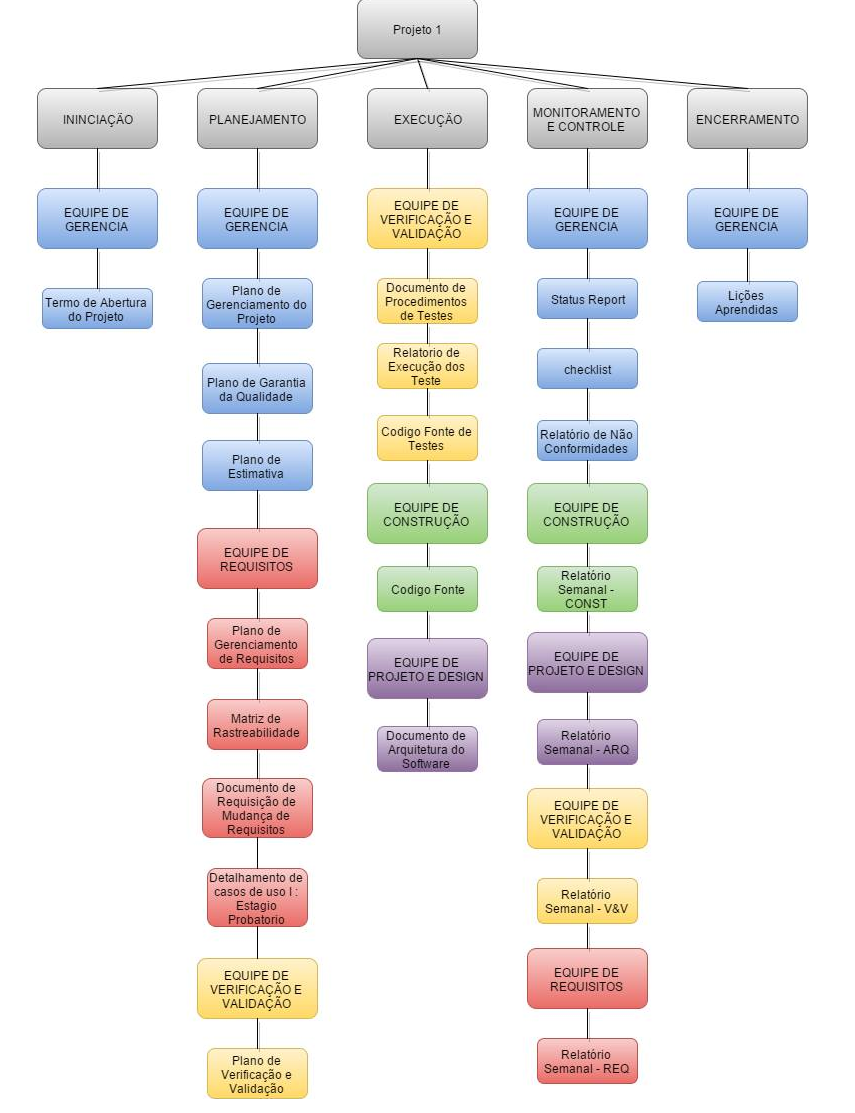 Projeto 1
ININCIAÇÃO
EQUIPE DE
GERENCIA
Termo de Abertura
do Projeto
PLANEJAMENTO
EQUIPE DE
GERENCIA
Plano de
Gerenciamento do
Projeto
Plano de Garantia
da Qualidade
Plano de
Estimativa
EQUIPE DE
REQUISITOS
Plano de
Gerenciamento
de Requisitos
Matriz de
Rastreabilidade
Documento de
Requisição de
Mudança de
Requisitos
Detalhamento de
casos de uso I :
Estagio
Probatorio
EQUIPE DE
VERIFICAÇÃO E
VALIDAÇÃO
Plano de
Verificação e
Validação
EXECUÇÃO
EQUIPE DE
VERIFICAÇÃO E
VALIDAÇÃO
Documento de
Procedimentos
de Testes
Relatorio de
Execução dos
Teste
Codigo Fonte de
Testes
EQUIPE DE
CONSTRUÇÃO
Codigo Fonte
EQUIPE DE
PROJETO E DESIGN
Documento de
Arquitetura do
Software
MONITORAMENTO
E CONTROLE
EQUIPE DE
GERENCIA
Status Report
checklist
Relatório de Não
Conformidades
EQUIPE DE
CONSTRUÇÃO
Relatório
Semanal -
CONST
EQUIPE DE
PROJETO E DESIGN
Relatório
Semanal - ARQ
EQUIPE DE
VERIFICAÇÃO E
VALIDAÇÃO
Relatório
Semanal - V&V
EQUIPE DE
REQUISITOS
Relatório
Semanal - REQ
ENCERRAMENTO
EQUIPE DE
GERENCIA
Lições
Aprendidas